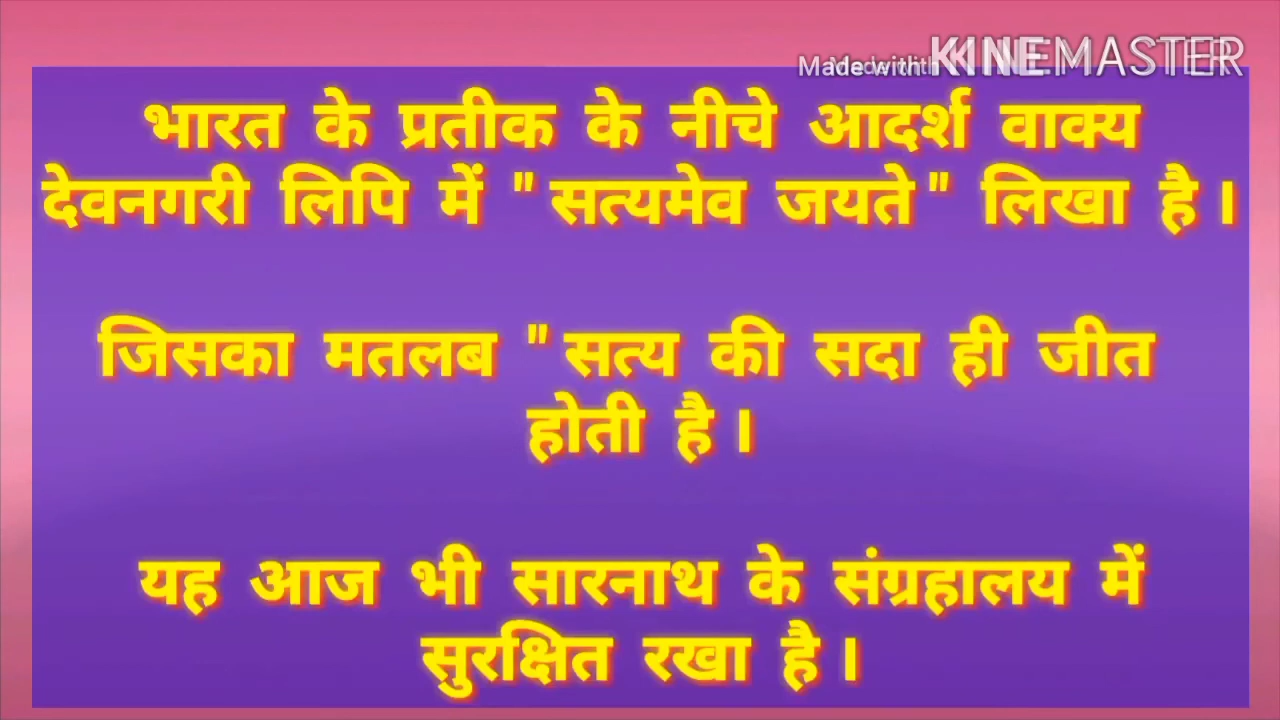 Made with KINEMASTER
भारत के प्रतीक के नीचे आदर्श वाक्य
देवनगरी लिपि में " सत्यमेव जयते " लिखा है ।
जिसका मतलब " सत्य की सदा ही जीत
होती है ।
यह आज भी सारनाथ के संग्रहालय में
सुरक्षित रखा है ।